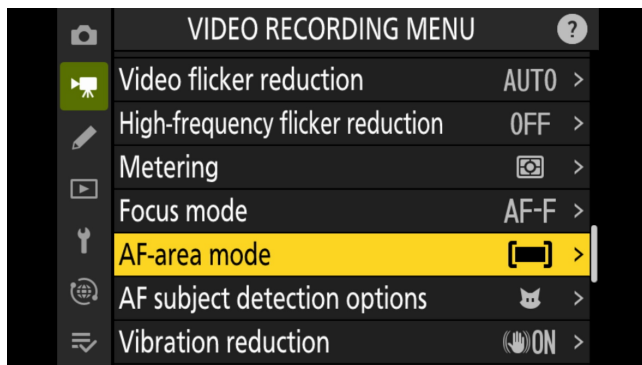 VIDEO RECORDING MENU ?
Video flicker reduction AUTO >
High-frequency flicker reduction OFF >
Metering >
Focus mode AF-F >
AF-area mode >
AF subject detection options >
Vibration reduction ON >